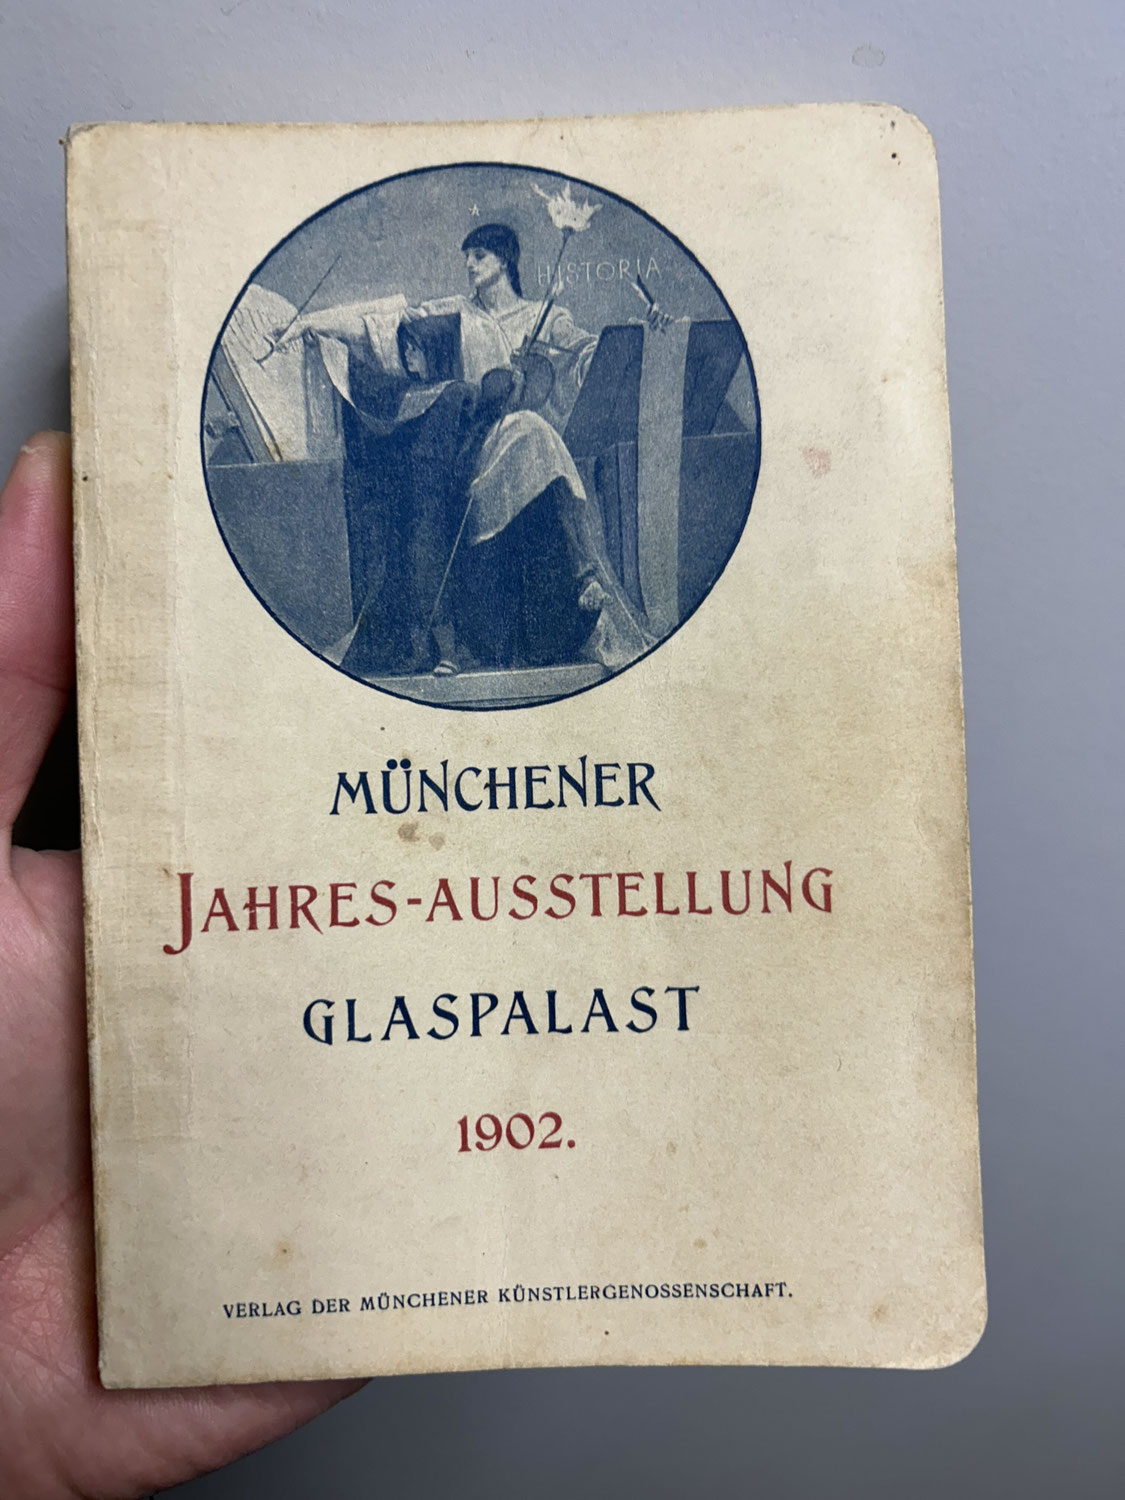 HISTORIA
MÜNCHENER
JAHRES-AUSSTELLUNG
GLASPALAST
1902.
VERLAG DER MÜNCHENER KÜNSTLERGENOSSENSCHAFT.